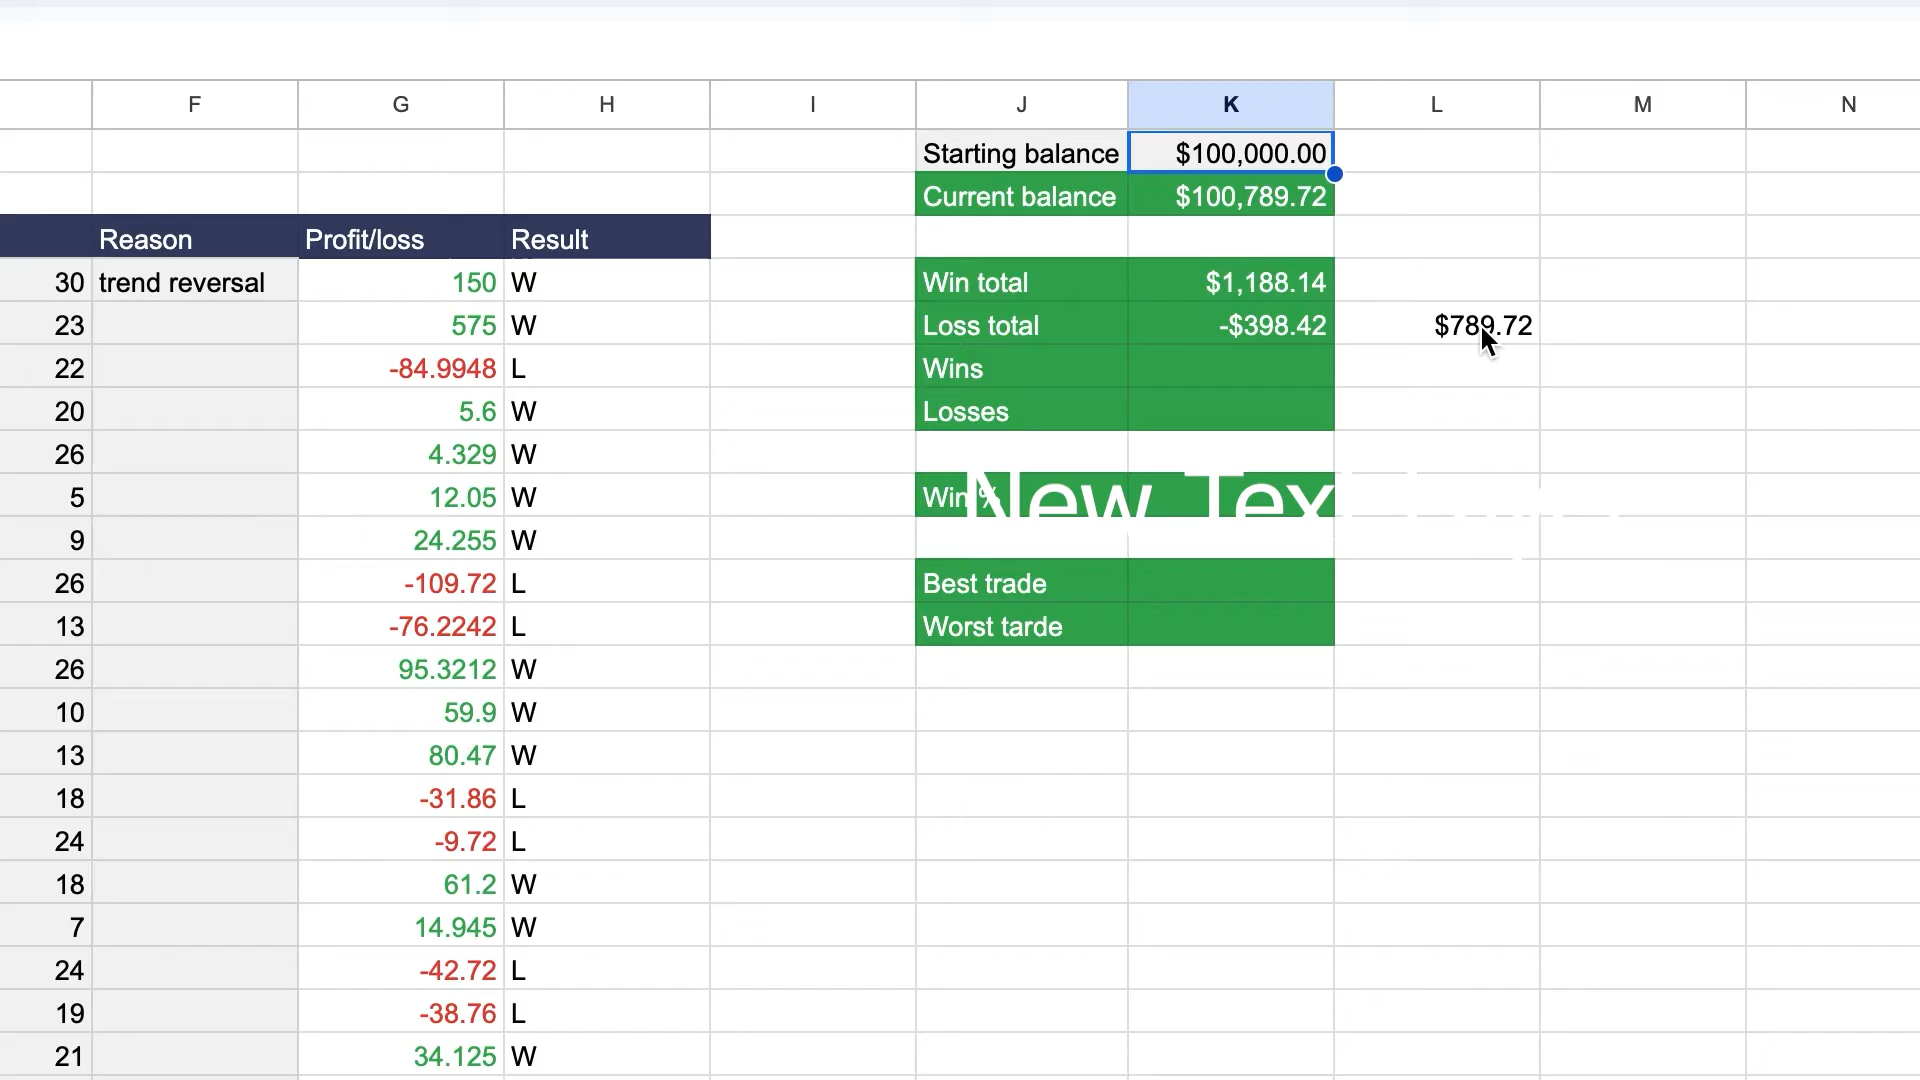 F G H I J K L M N
Starting balance $100,000.00
Current balance $100,789.72
Reason Profit/loss Result
30 trend reversal 150 W Win total $1,188.14
23 575 W Loss total -$398.42 $789.72
22 -84.9948 L Wins
20 5.6 W Losses
26 4.329 W
5 12.05 W Win %
New Tex
9 24.255 W
26 -109.72 L Best trade
13 -76.2242 L Worst tarde
26 95.3212 W
10 59.9 W
13 80.47 W
18 -31.86 L
24 -9.72 L
18 61.2 W
7 14.945 W
24 -42.72 L
19 -38.76 L
21 34.125 W